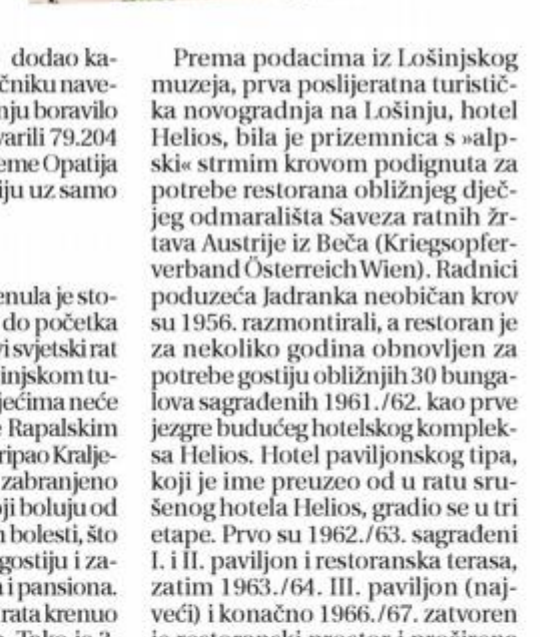 dodao ka-
čniku nave-
nju boravilo
varili 79.204
eme Opatija
iju uz samo
enula je sto-
do početka
vi svjetski rat
injskom tu-
jećima neće
Rapalskim
ripao Kralje-
zabranjeno
oji boluju od
bolesti, što
gostiju i za-
i pansiona.
rata krenuo
Prema podacima iz Lošinjskog
muzeja, prva poslijeratna turistič-
ka novogradnja na Lošinju, hotel
Helios, bila je prizemnica s »alp-
ski« strmim krovom podignuta za
potrebe restorana obližnjeg dječ-
jeg odmarališta Saveza ratnih žr-
tava Austrije iz Beča (Kriegsopfer-
verband Österreich Wien). Radnici
poduzeća Jadranka neobičan krov
su 1956. razmontirali, a restoran je
za nekoliko godina obnovljen za
potrebe gostiju obližnjih 30 bunga-
lova sagrađenih 1961./62. kao prve
jezgre budućeg hotelskog komplek-
sa Helios. Hotel paviljonskog tipa,
koji je ime preuzeo od u ratu sru-
šenog hotela Helios, gradio se u tri
etape. Prvo su 1962./63. sagrađeni
I. i II. paviljon i restoranska terasa,
zatim 1963./64. III. paviljon (naj-
veći) i konačno 1966./67. zatvoren
je restoranski prostor i proširena